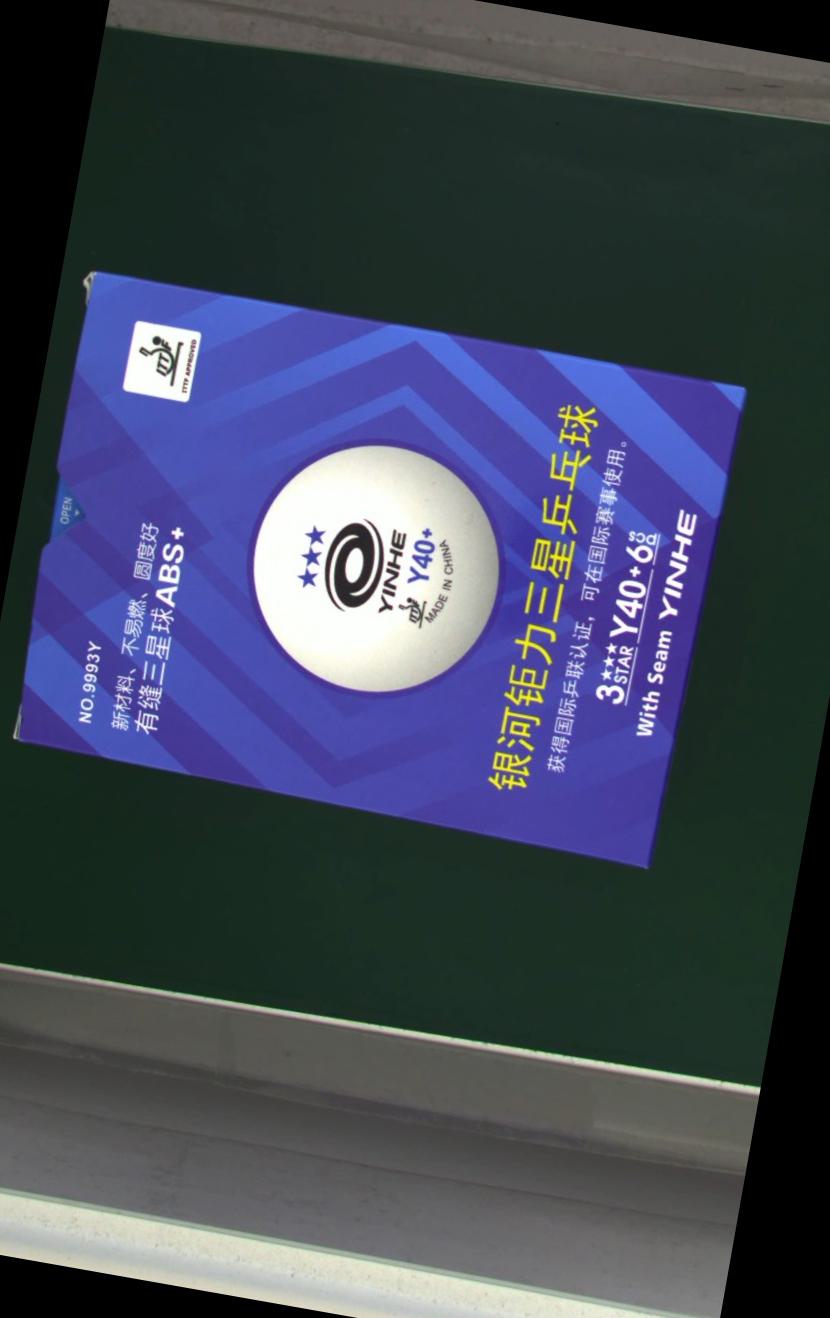 NO.9993Y
新材料、不易燃、圆度好
有缝三星球ABS+
ITTF APPROVED
OPEN
★★★
YINHE
ITTF Y40+
MADE IN CHINA
银河钜力三星乒乓球
获得国际乒联认证，可在国际赛事使用。
3★★★STAR Y40+6
With Seam YINHE